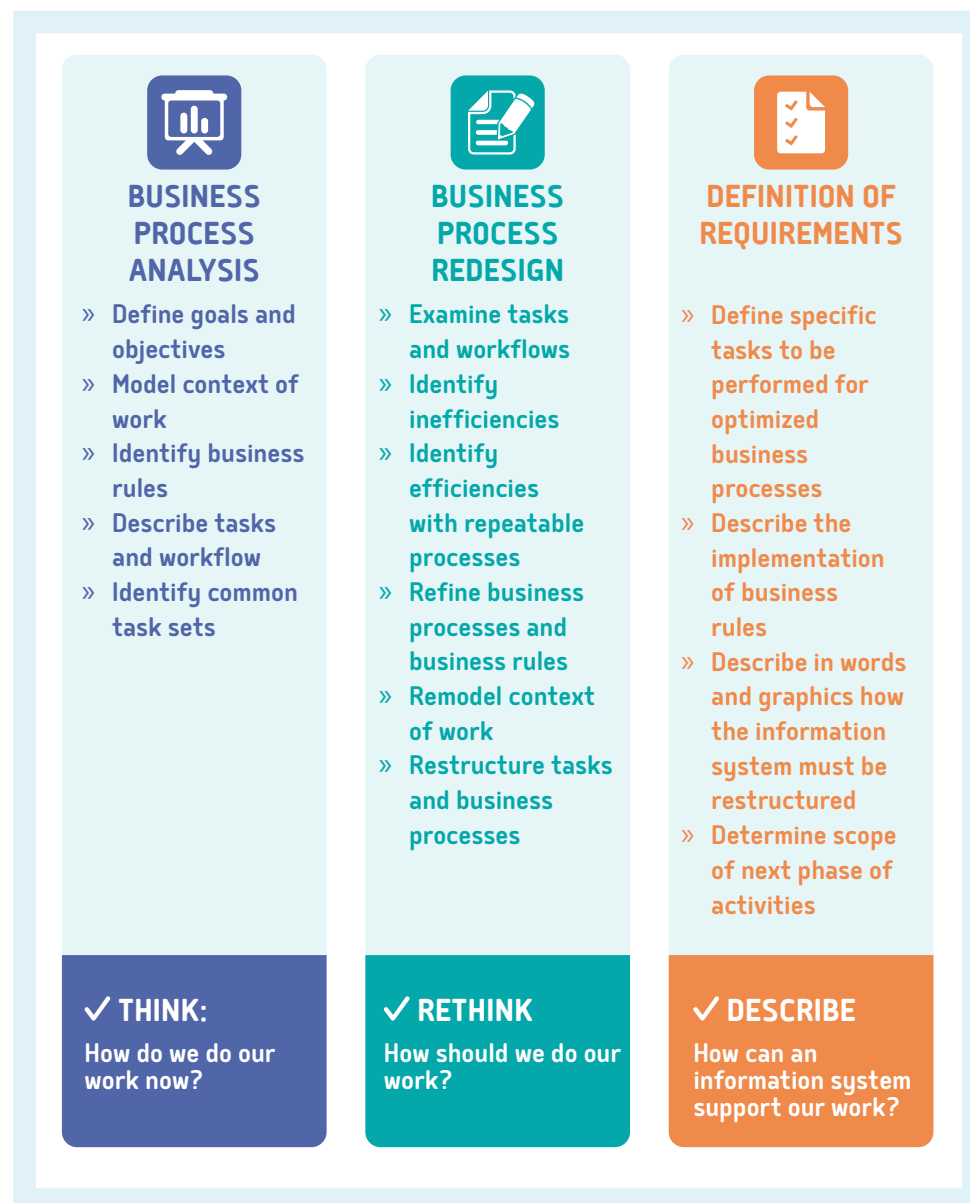 BUSINESS
PROCESS
ANALYSIS
» Define goals and
objectives
» Model context of
work
» Identify business
rules
» Describe tasks
and workflow
» Identify common
task sets
✓ THINK:
How do we do our
work now?
BUSINESS
PROCESS
REDESIGN
» Examine tasks
and workflows
» Identify
inefficiencies
» Identify
efficiencies
with repeatable
processes
» Refine business
processes and
business rules
» Remodel context
of work
» Restructure tasks
and business
processes
✓ RETHINK
How should we do our
work?
DEFINITION OF
REQUIREMENTS
» Define specific
tasks to be
performed for
optimized
business
processes
» Describe the
implementation
of business
rules
» Describe in words
and graphics how
the information
system must be
restructured
» Determine scope
of next phase of
activities
✓ DESCRIBE
How can an
information system
support our work?